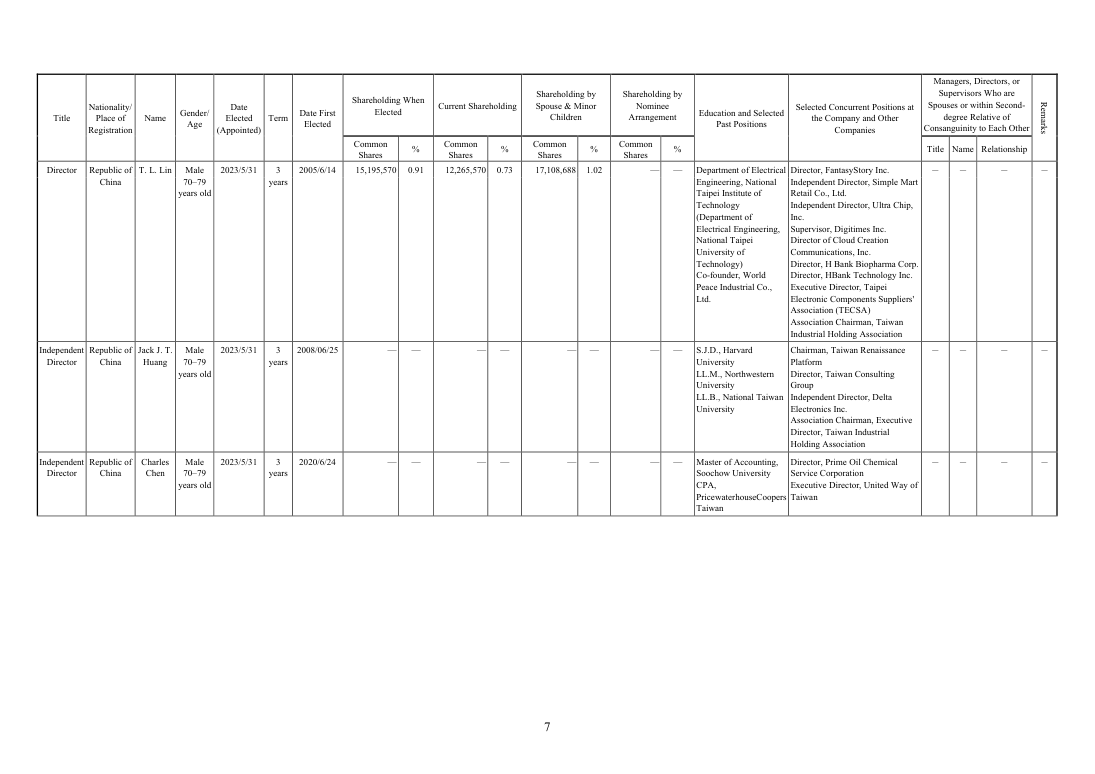 Title
Nationality/
Place of
Registration
Name
Gender/
Age
Date
Elected
(Appointed)
Term
Date First
Elected
Shareholding When
Elected
Current Shareholding
Shareholding by
Spouse & Minor
Children
Shareholding by
Nominee
Arrangement
Education and Selected
Past Positions
Selected Concurrent Positions at
the Company and Other
Companies
Managers, Directors, or
Supervisors Who are
Spouses or within Second-
degree Relative of
Consanguinity to Each Other
Remarks
Common
Shares
%
Common
Shares
%
Common
Shares
%
Common
Shares
%
Title
Name
Relationship
Director
Republic of
China
T. L. Lin
Male
70–79
years old
2023/5/31
3
years
2005/6/14
15,195,570
0.91
12,265,570
0.73
17,108,688
1.02
—
—
Department of Electrical
Engineering, National
Taipei Institute of
Technology
(Department of
Electrical Engineering,
National Taipei
University of
Technology)
Co-founder, World
Peace Industrial Co.,
Ltd.
Director, FantasyStory Inc.
Independent Director, Simple Mart
Retail Co., Ltd.
Independent Director, Ultra Chip,
Inc.
Supervisor, Digitimes Inc.
Director of Cloud Creation
Communications, Inc.
Director, H Bank Biopharma Corp.
Director, HBank Technology Inc.
Executive Director, Taipei
Electronic Components Suppliers'
Association (TECSA)
Association Chairman, Taiwan
Industrial Holding Association
—
—
—
—
Independent
Director
Republic of
China
Jack J. T.
Huang
Male
70–79
years old
2023/5/31
3
years
2008/06/25
—
—
—
—
—
—
—
—
S.J.D., Harvard
University
LL.M., Northwestern
University
LL.B., National Taiwan
University
Chairman, Taiwan Renaissance
Platform
Director, Taiwan Consulting
Group
Independent Director, Delta
Electronics Inc.
Association Chairman, Executive
Director, Taiwan Industrial
Holding Association
—
—
—
—
Independent
Director
Republic of
China
Charles
Chen
Male
70–79
years old
2023/5/31
3
years
2020/6/24
—
—
—
—
—
—
—
—
Master of Accounting,
Soochow University
CPA,
PricewaterhouseCoopers
Taiwan
Director, Prime Oil Chemical
Service Corporation
Executive Director, United Way of
Taiwan
—
—
—
—
7